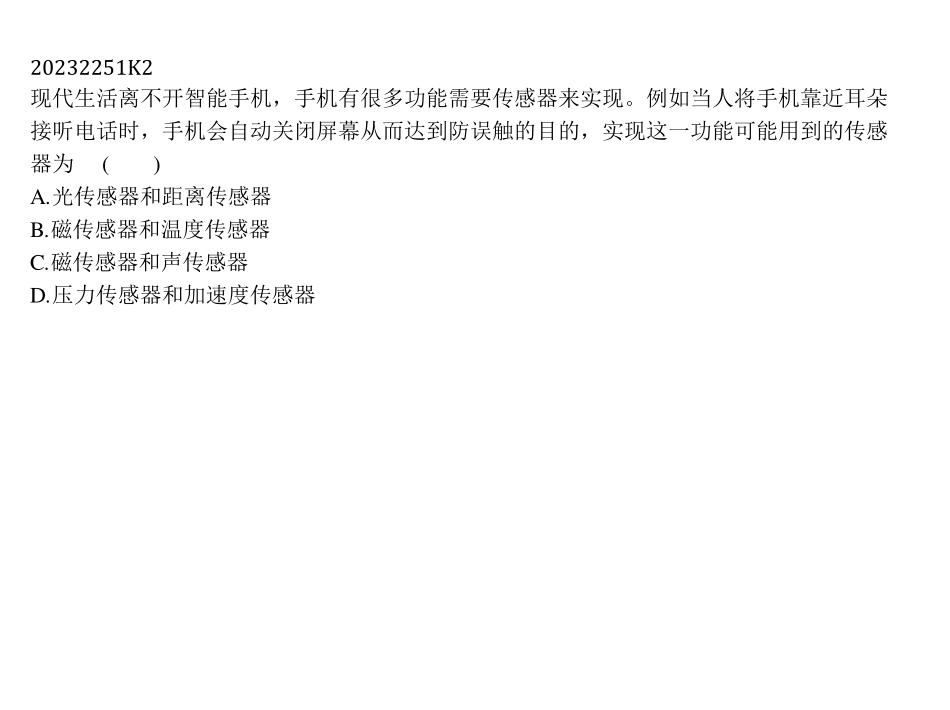 20232251K2
现代生活离不开智能手机，手机有很多功能需要传感器来实现。例如当人将手机靠近耳朵
接听电话时，手机会自动关闭屏幕从而达到防误触的目的，实现这一功能可能用到的传感
器为　(　　)
A.光传感器和距离传感器
B.磁传感器和温度传感器
C.磁传感器和声传感器
D.压力传感器和加速度传感器